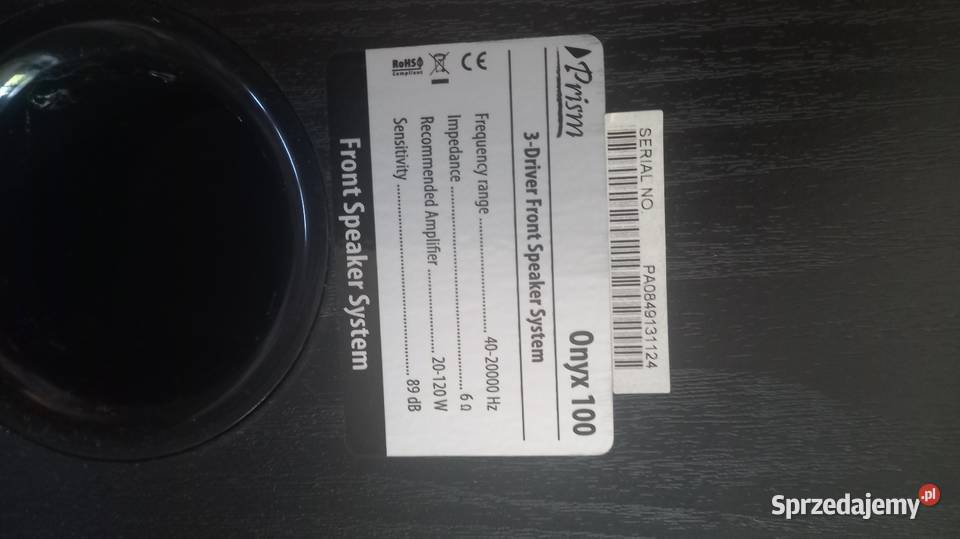 Prism
Onyx 100
3-Driver Front Speaker System
Frequency range ........................ 40-20000 Hz
Impedance ........................ 6 Ω
Recommended Amplifier ........................ 20-120 W
Sensitivity ........................ 89 dB
CE
RoHS
Compliant
Front Speaker System
SERIAL NO.
PA0849131124
Sprzedajemy.pl